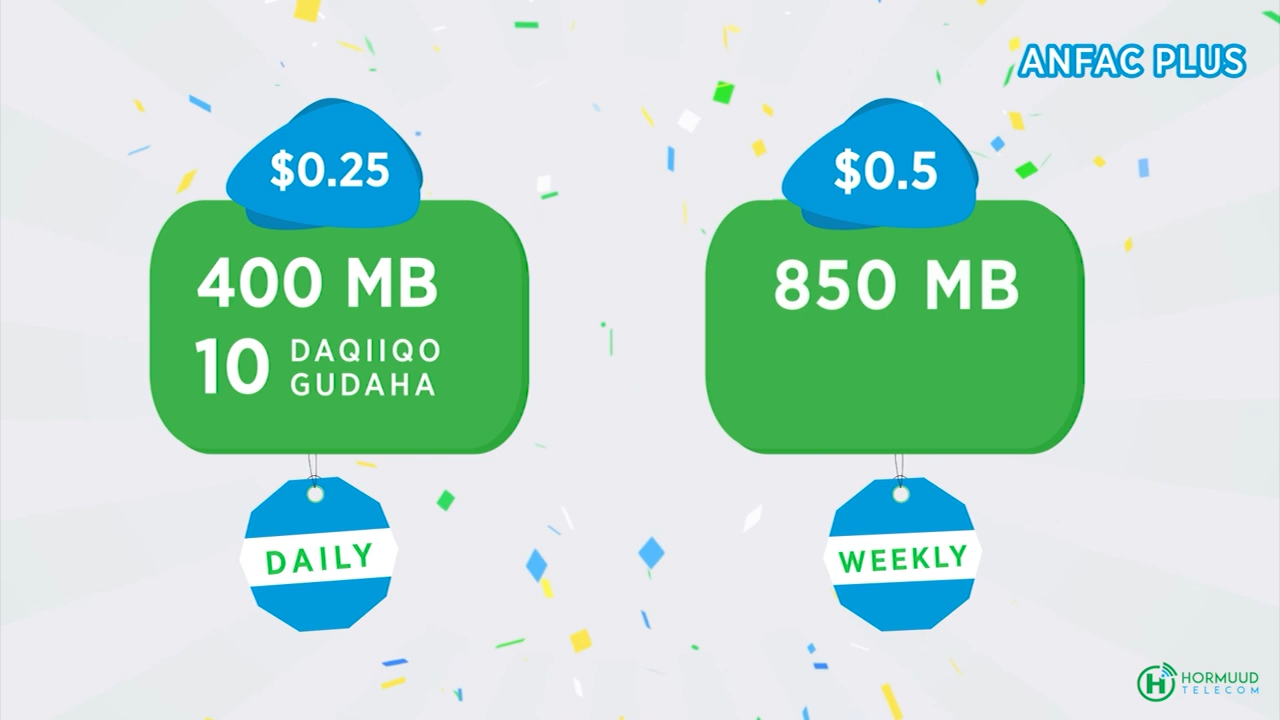 ANFAC PLUS
$0.25
400 MB
10 DAQIIQO
GUDAHA
DAILY
$0.5
850 MB
WEEKLY
HORMUUD
TELECOM